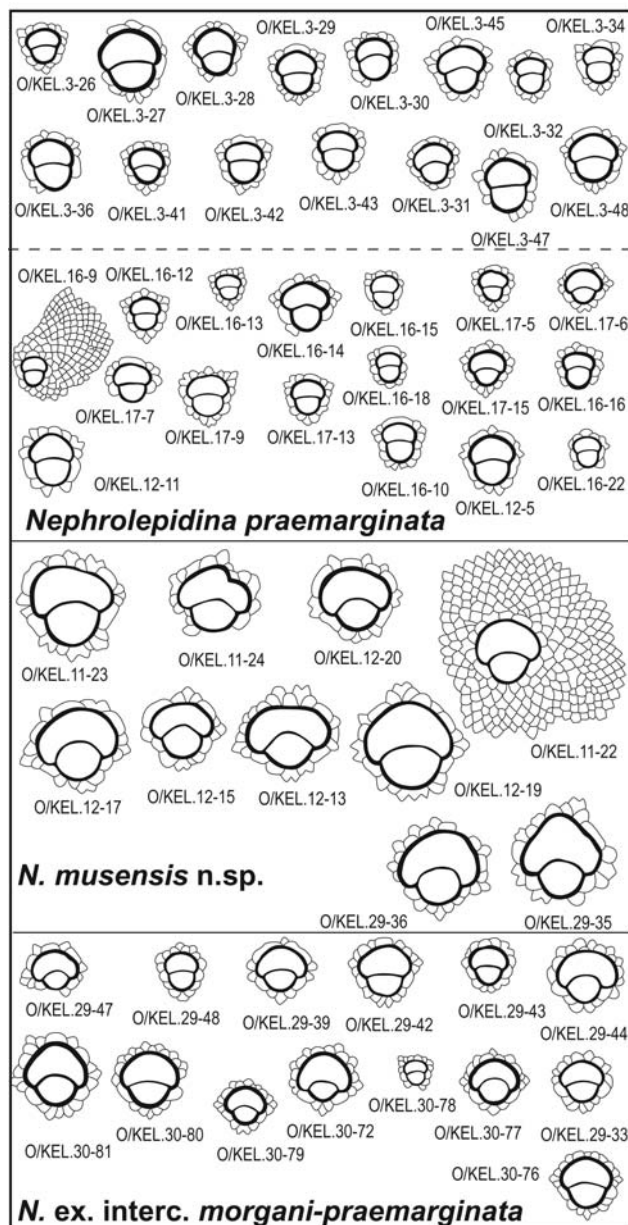 O/KEL.3-26
O/KEL.3-27
O/KEL.3-28
O/KEL.3-29
O/KEL.3-30
O/KEL.3-45
O/KEL.3-32
O/KEL.3-34
O/KEL.3-36
O/KEL.3-41
O/KEL.3-42
O/KEL.3-43
O/KEL.3-31
O/KEL.3-47
O/KEL.3-48
O/KEL.16-9
O/KEL.16-12
O/KEL.16-13
O/KEL.16-14
O/KEL.16-15
O/KEL.17-5
O/KEL.17-6
O/KEL.17-7
O/KEL.17-9
O/KEL.17-13
O/KEL.16-18
O/KEL.17-15
O/KEL.16-16
O/KEL.12-11
O/KEL.16-10
O/KEL.12-5
O/KEL.16-22
Nephrolepidina praemarginata
O/KEL.11-23
O/KEL.11-24
O/KEL.12-20
O/KEL.11-22
O/KEL.12-17
O/KEL.12-15
O/KEL.12-13
O/KEL.12-19
N. musensis n.sp.
O/KEL.29-36
O/KEL.29-35
O/KEL.29-47
O/KEL.29-48
O/KEL.29-39
O/KEL.29-42
O/KEL.29-43
O/KEL.29-44
O/KEL.30-81
O/KEL.30-80
O/KEL.30-79
O/KEL.30-72
O/KEL.30-78
O/KEL.30-77
O/KEL.29-33
O/KEL.30-76
N. ex. interc. morgani-praemarginata